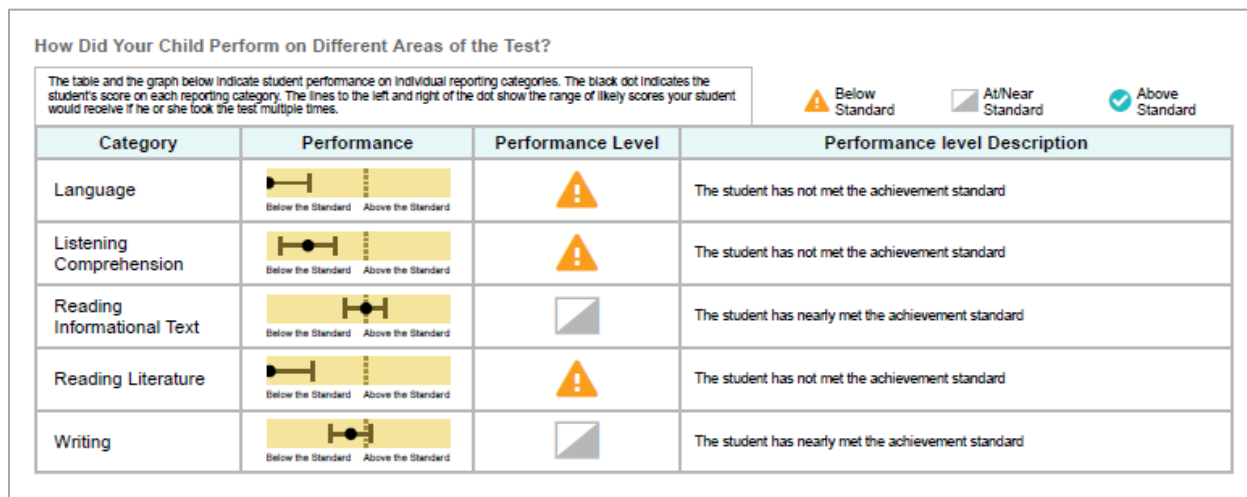 How Did Your Child Perform on Different Areas of the Test?
The table and the graph below indicate student performance on individual reporting categories. The black dot indicates the
student's score on each reporting category. The lines to the left and right of the dot show the range of likely scores your student
would receive if he or she took the test multiple times.
Below
Standard
At/Near
Standard
Above
Standard
Category Performance Performance Level Performance level Description
Language
Below the Standard Above the Standard
The student has not met the achievement standard
Listening
Comprehension
Below the Standard Above the Standard
The student has not met the achievement standard
Reading
Informational Text
Below the Standard Above the Standard
The student has nearly met the achievement standard
Reading Literature
Below the Standard Above the Standard
The student has not met the achievement standard
Writing
Below the Standard Above the Standard
The student has nearly met the achievement standard